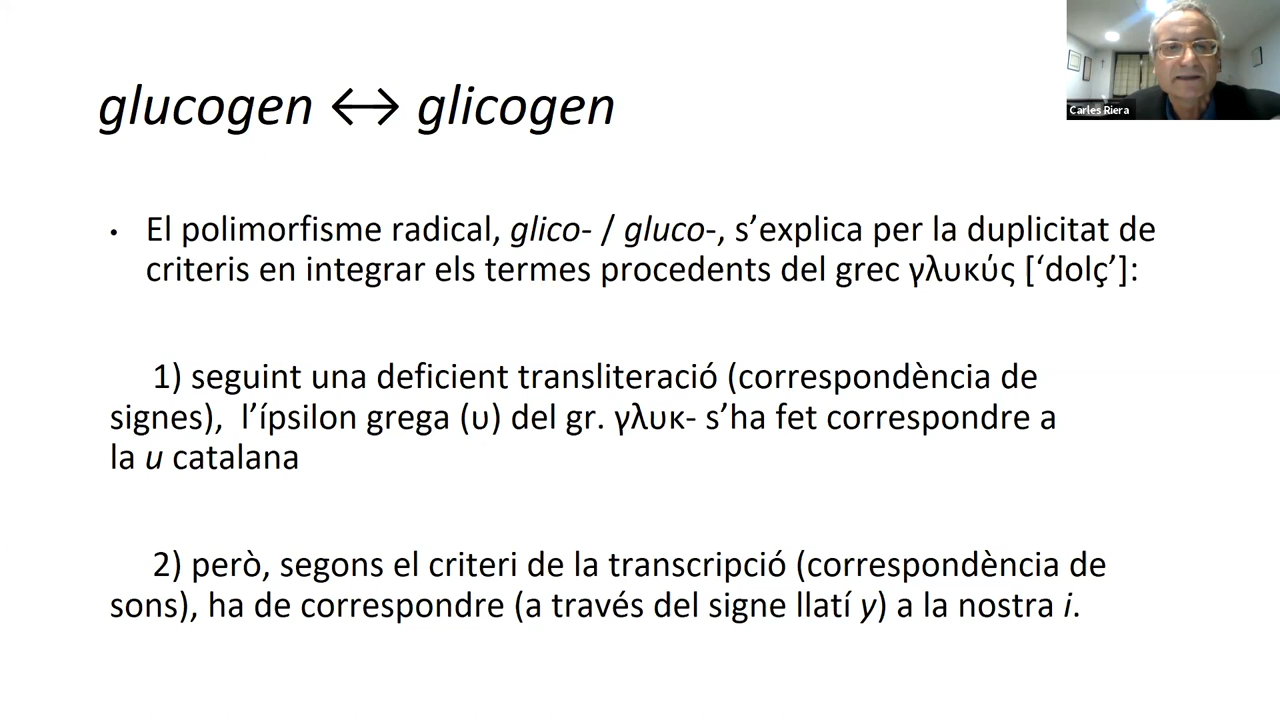 glucogen ↔ glicogen
Carles Riera
• El polimorfisme radical, glico- / gluco-, s’explica per la duplicitat de
criteris en integrar els termes procedents del grec γλυκύς [‘dolç’]:
1) seguint una deficient transliteració (correspondència de
signes), l’ípsilon grega (υ) del gr. γλυκ- s’ha fet correspondre a
la u catalana
2) però, segons el criteri de la transcripció (correspondència de
sons), ha de correspondre (a través del signe llatí y) a la nostra i.